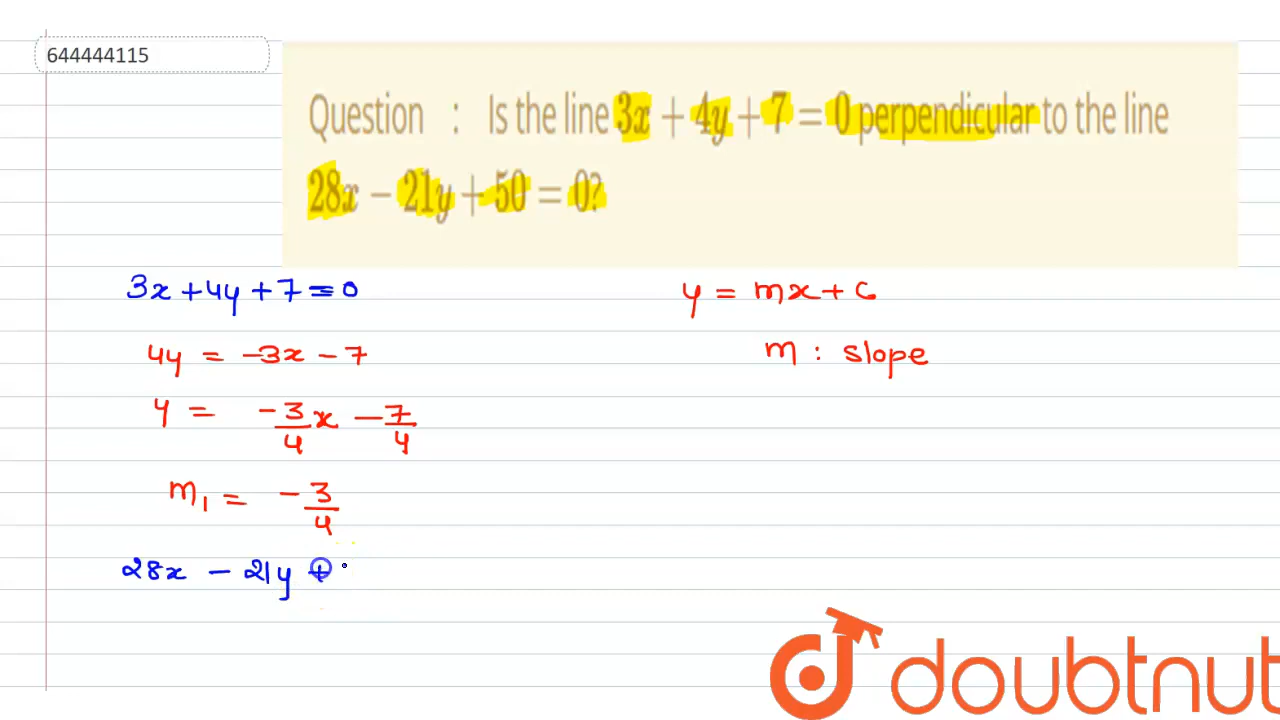 644444115
Question : Is the line 3x + 4y + 7 = 0 perpendicular to the line
28x − 21y + 50 = 0?
3x + 4y + 7 = 0
4y = -3x - 7
y = -3/4 x - 7/4
m₁ = -3/4
28x - 21y +
y = mx + c
m : slope
doubtnut